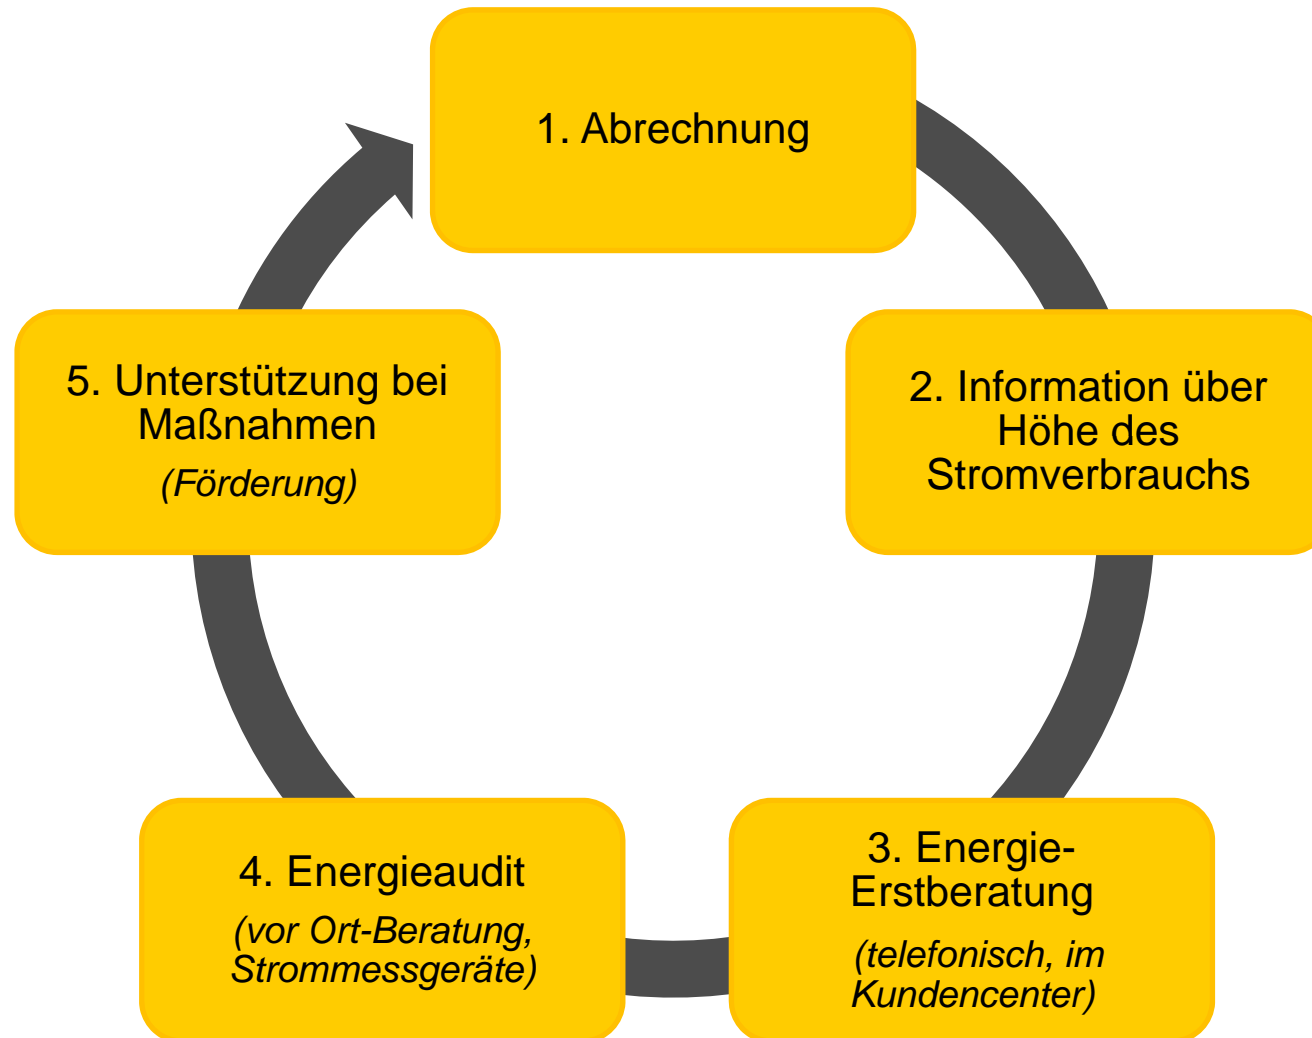 1. Abrechnung
2. Information über
Höhe des
Stromverbrauchs
3. Energie-
Erstberatung
(telefonisch, im
Kundencenter)
4. Energieaudit
(vor Ort-Beratung,
Strommessgeräte)
5. Unterstützung bei
Maßnahmen
(Förderung)